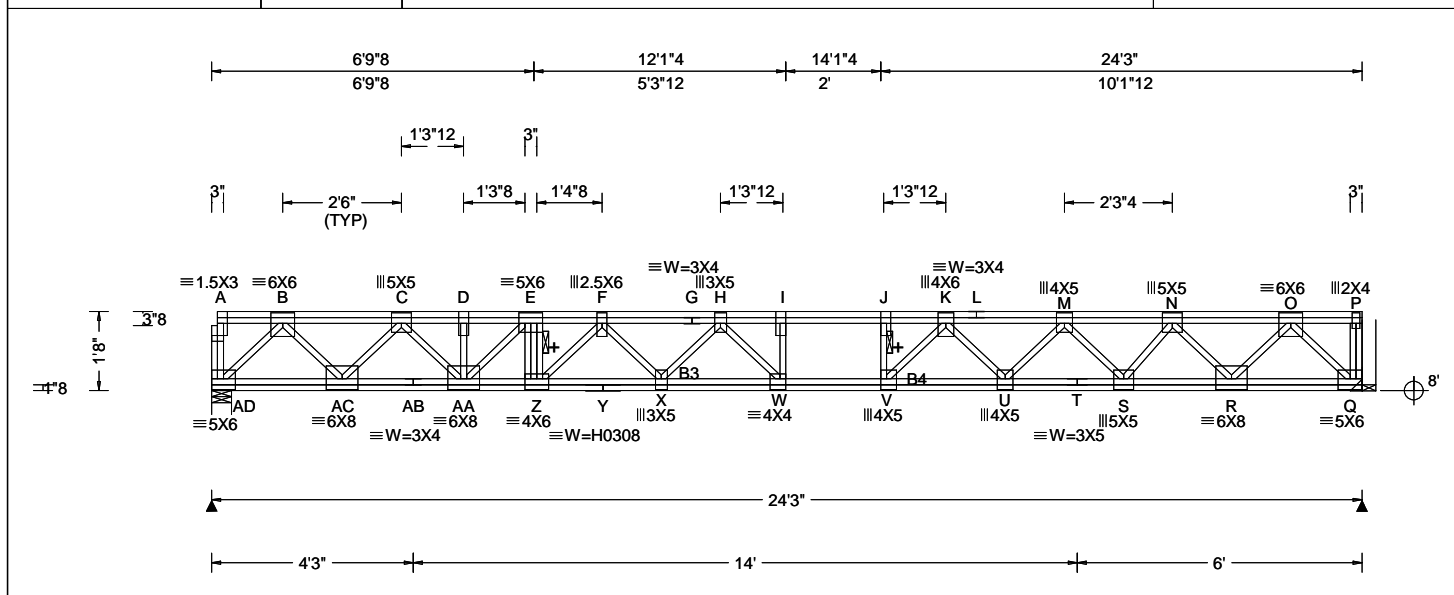 6'9"8 12'1"4 14'1"4 24'3"
6'9"8 5'3"12 2' 10'1"12
1'3"12 3"
3" 2'6" 1'3"8 1'4"8 1'3"12 1'3"12 2'3"4 3"
(TYP)
≡W=3X4 ≡W=3X4
≡1.5X3 ≡6X6 |||5X5 ≡5X6 |||2.5X6 |||3X5 |||4X6 |||4X5 |||5X5 ≡6X6 |||2X4
A B C D E F G H I J K L M N O P
3"8
1'8"
B3 B4 8'
4"8
AD AC AB AA Z Y X W V U T S R Q
≡5X6 ≡6X8 ≡6X8 ≡4X6 |||3X5 ≡4X4 |||4X5 |||4X5 |||5X5 ≡6X8 ≡5X6
≡W=3X4 ≡W=H0308 ≡W=3X5
24'3"
4'3" 14' 6'